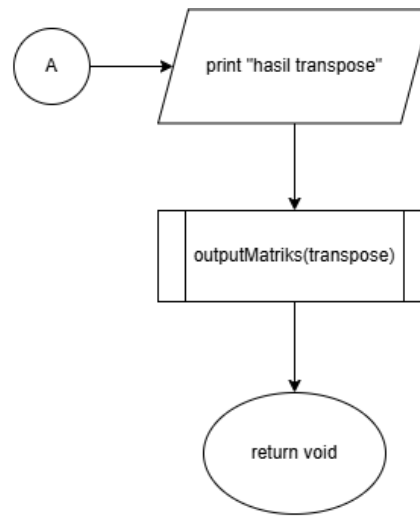 A
print "hasil transpose"
outputMatriks(transpose)
return void